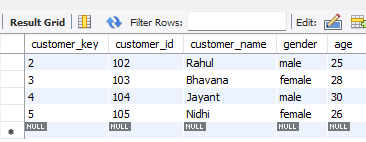 Result Grid Filter Rows: Edit:
customer_key customer_id customer_name gender age
2 102 Rahul male 25
3 103 Bhavana female 28
4 104 Jayant male 30
5 105 Nidhi female 26
NULL NULL NULL NULL NULL